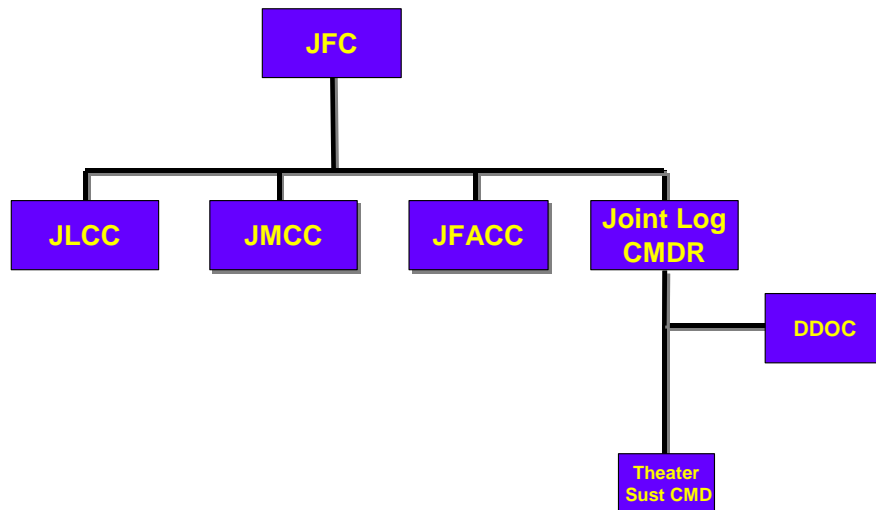 JFC
JLCC
JMCC
JFACC
Joint Log
CMDR
DDOC
Theater
Sust CMD